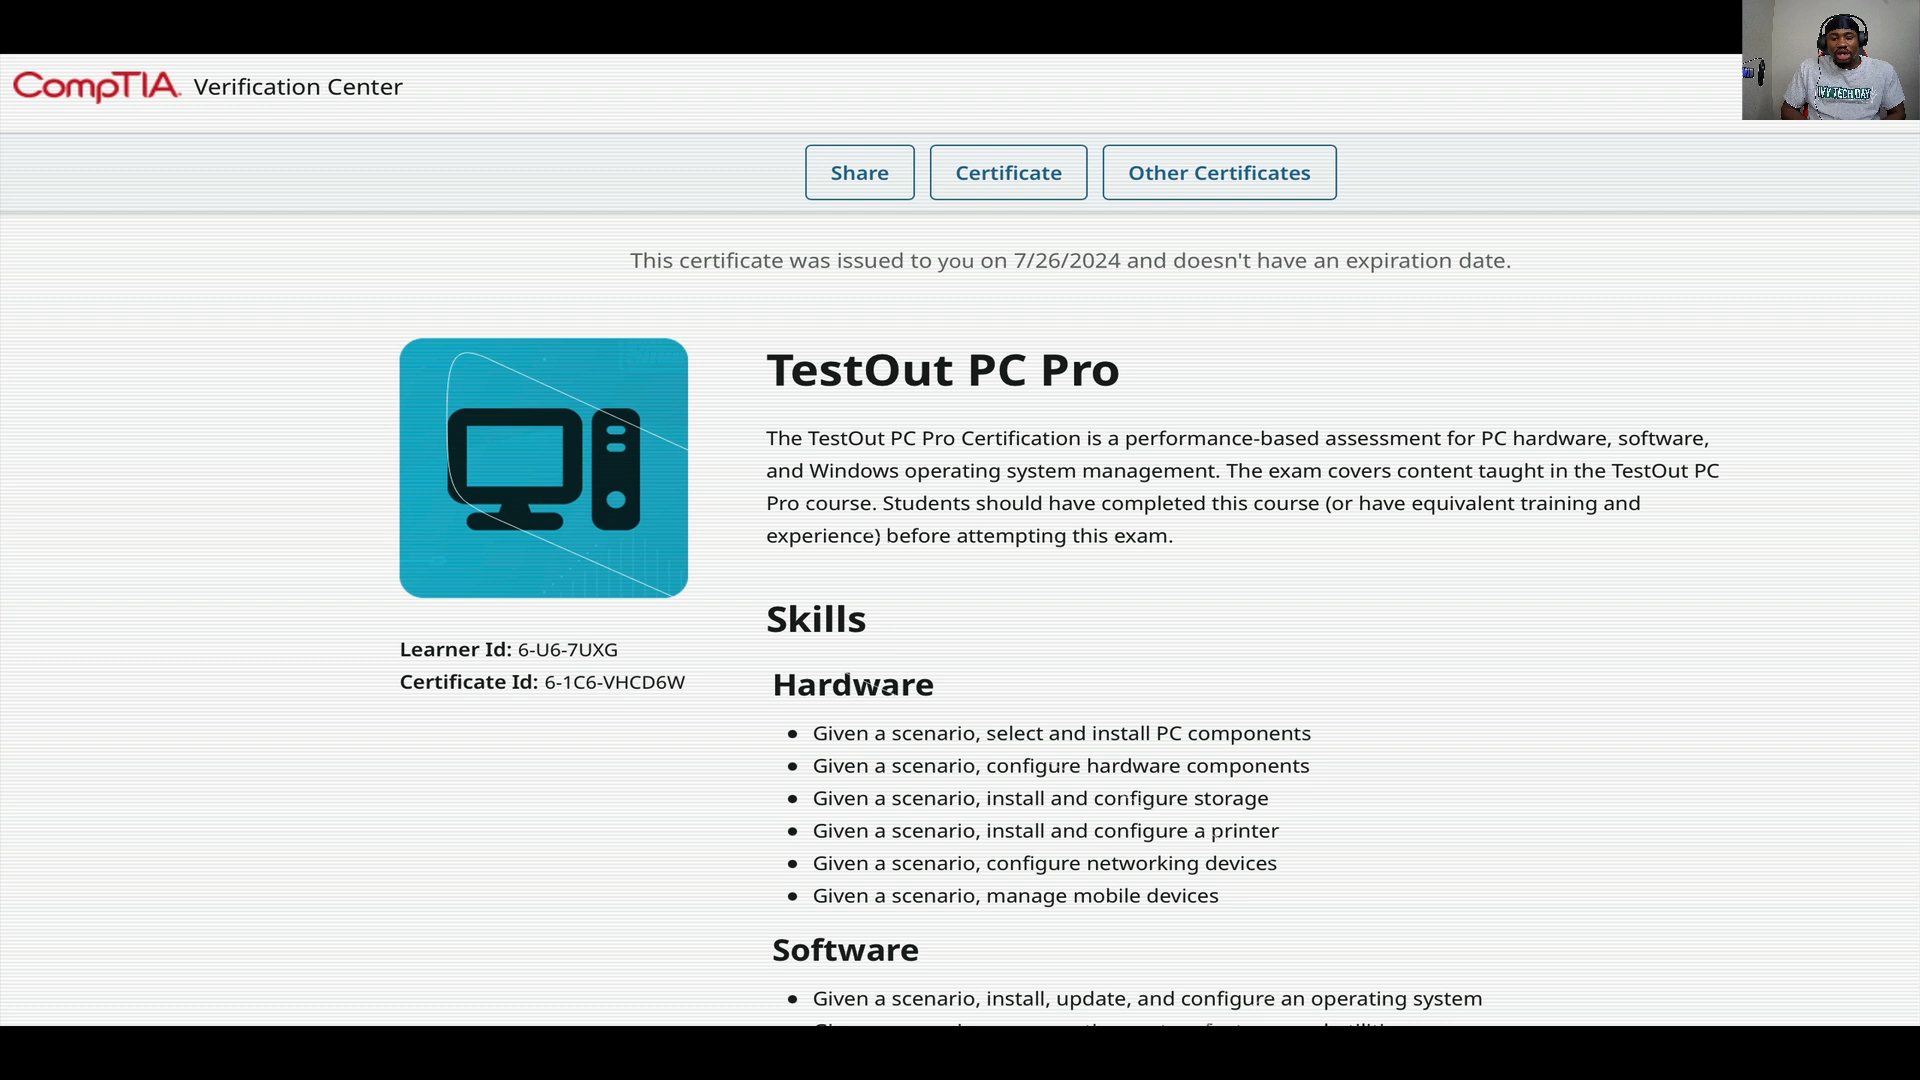 CompTIA. Verification Center
Share Certificate Other Certificates
This certificate was issued to you on 7/26/2024 and doesn't have an expiration date.
TestOut PC Pro
The TestOut PC Pro Certification is a performance-based assessment for PC hardware, software,
and Windows operating system management. The exam covers content taught in the TestOut PC
Pro course. Students should have completed this course (or have equivalent training and
experience) before attempting this exam.
Learner Id: 6-U6-7UXG
Certificate Id: 6-1C6-VHCD6W
Skills
Hardware
• Given a scenario, select and install PC components
• Given a scenario, configure hardware components
• Given a scenario, install and configure storage
• Given a scenario, install and configure a printer
• Given a scenario, configure networking devices
• Given a scenario, manage mobile devices
Software
• Given a scenario, install, update, and configure an operating system